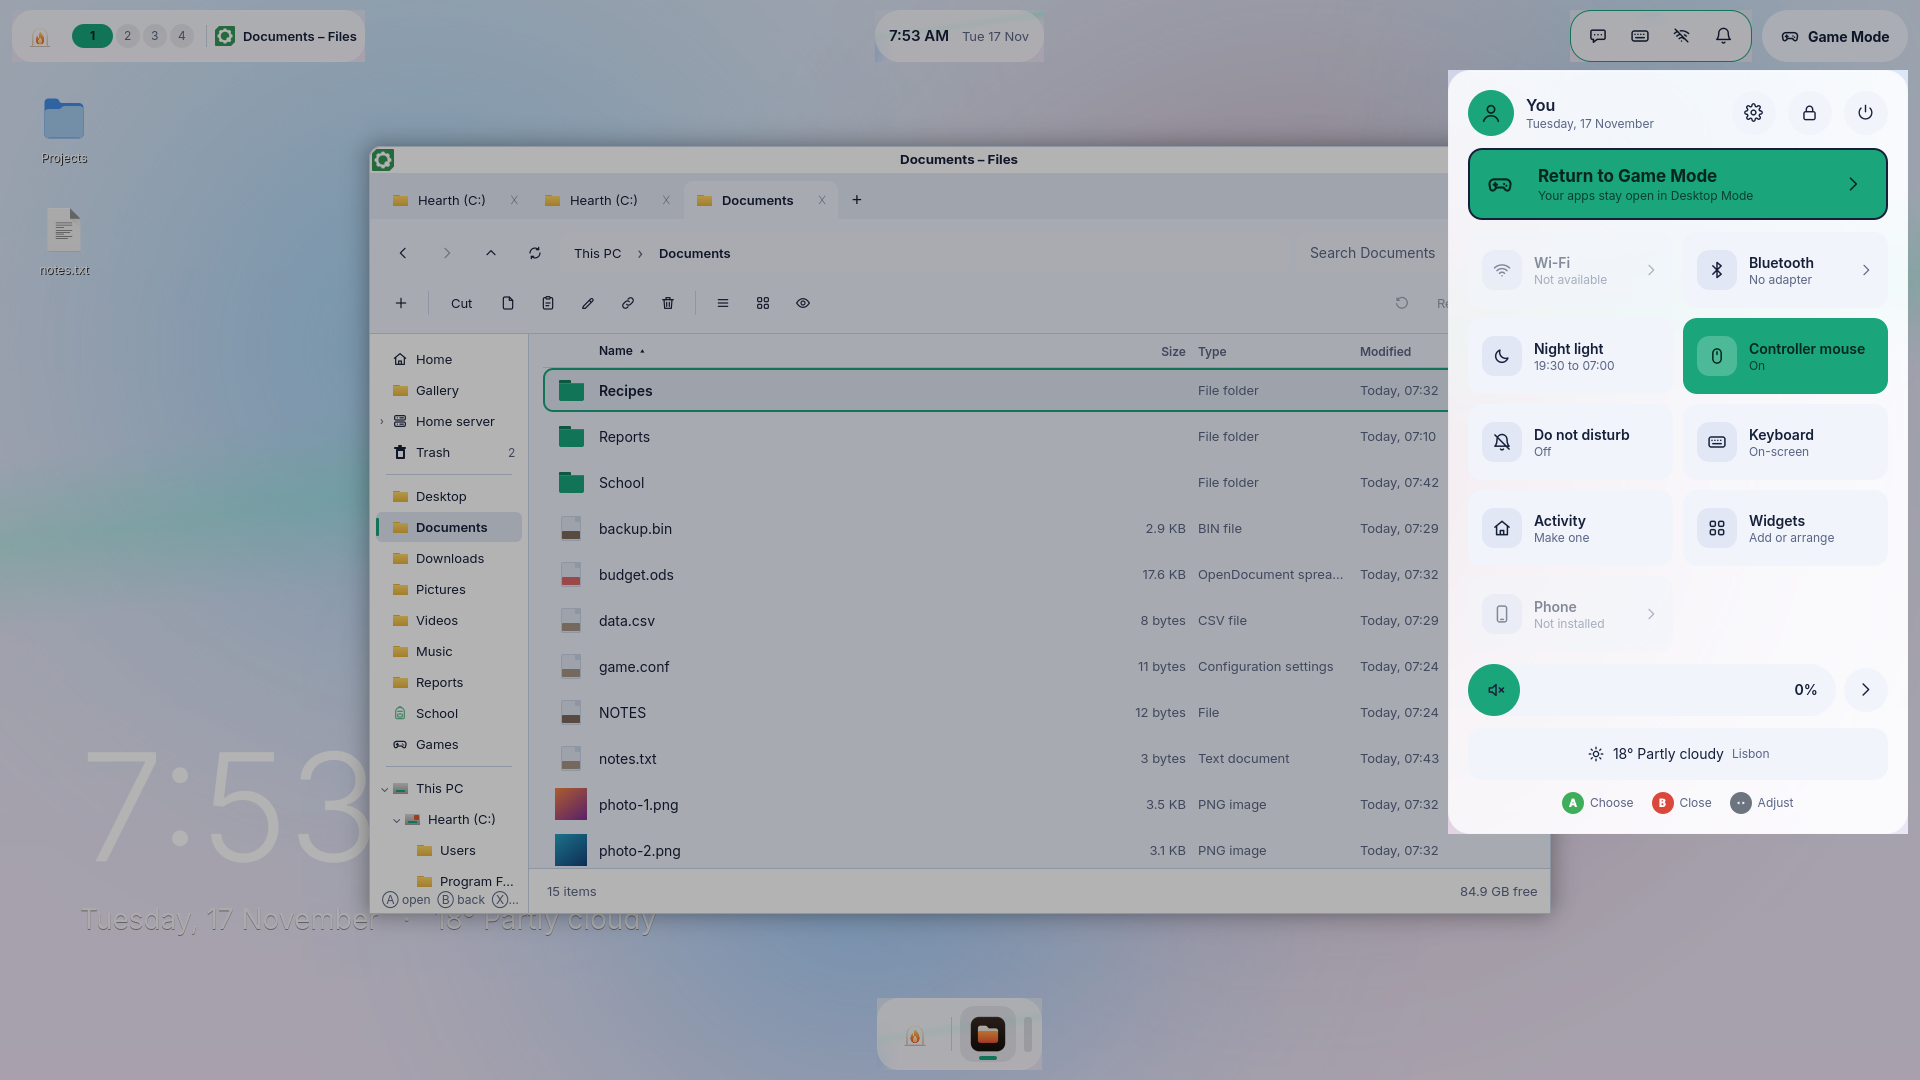 1 2 3 4 Documents – Files
7:53 AM Tue 17 Nov
Game Mode
Projects
notes.txt
Documents – Files
Hearth (C:) X
Hearth (C:) X
Documents X +
This PC › Documents
Search Documents
Cut
Home
Gallery
Home server
Trash 2
Desktop
Documents
Downloads
Pictures
Videos
Music
Reports
School
Games
This PC
Hearth (C:)
Users
Program F...
A open B back X...
Name Size Type Modified
Recipes File folder Today, 07:32
Reports File folder Today, 07:10
School File folder Today, 07:42
backup.bin 2.9 KB BIN file Today, 07:29
budget.ods 17.6 KB OpenDocument sprea... Today, 07:32
data.csv 8 bytes CSV file Today, 07:29
game.conf 11 bytes Configuration settings Today, 07:24
NOTES 12 bytes File Today, 07:24
notes.txt 3 bytes Text document Today, 07:43
photo-1.png 3.5 KB PNG image Today, 07:32
photo-2.png 3.1 KB PNG image Today, 07:32
15 items 84.9 GB free
7:53
Tuesday, 17 November · 18° Partly cloudy
You
Tuesday, 17 November
Return to Game Mode
Your apps stay open in Desktop Mode
Wi-Fi
Not available
Bluetooth
No adapter
Night light
19:30 to 07:00
Controller mouse
On
Do not disturb
Off
Keyboard
On-screen
Activity
Make one
Widgets
Add or arrange
Phone
Not installed
0%
18° Partly cloudy Lisbon
A Choose B Close Adjust